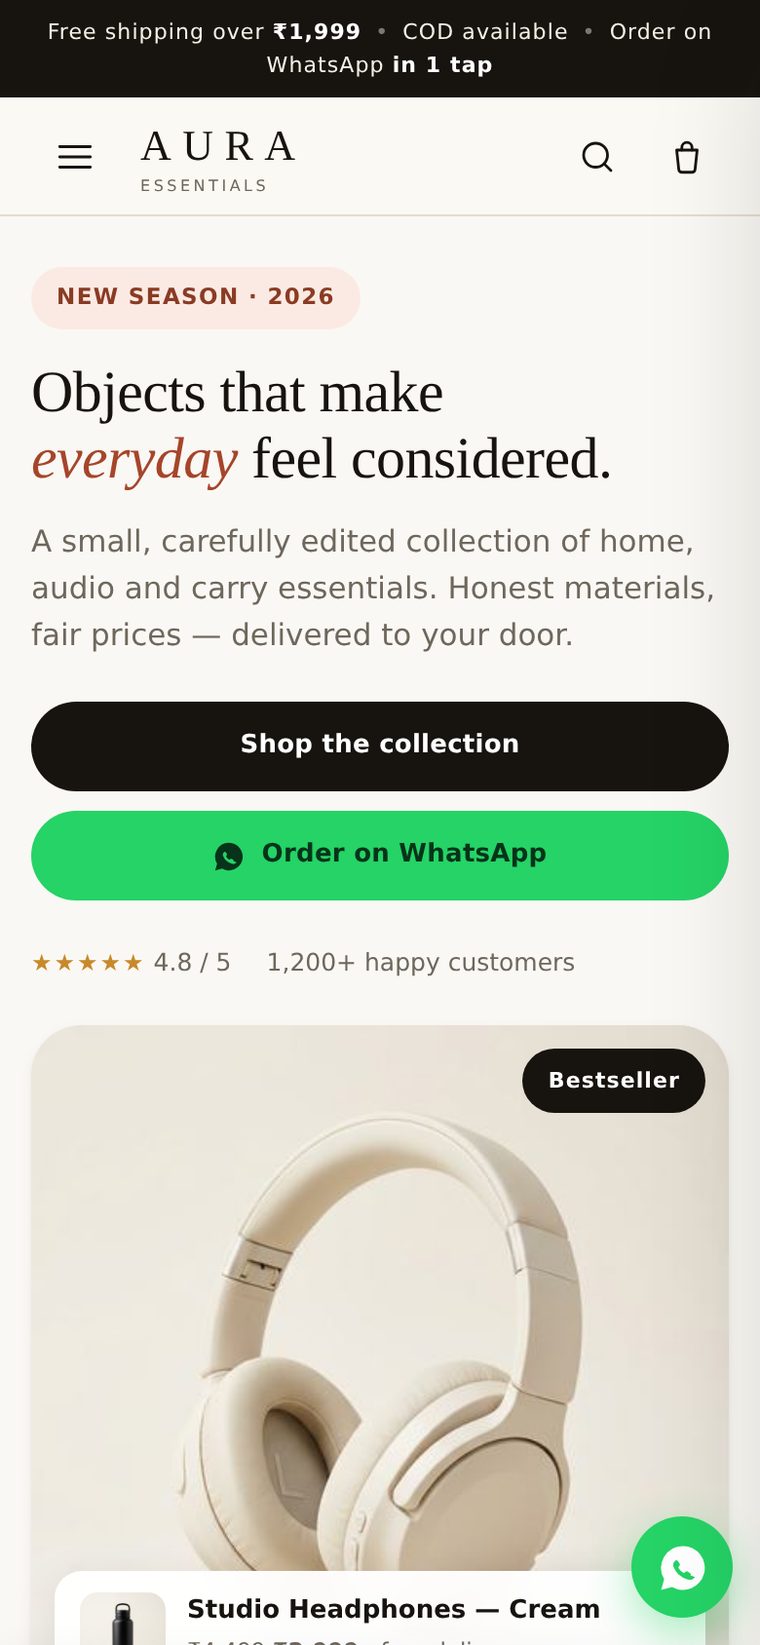 Free shipping over ₹1,999 • COD available • Order on
WhatsApp in 1 tap
AURA
ESSENTIALS
NEW SEASON · 2026
Objects that make
everyday feel considered.
A small, carefully edited collection of home,
audio and carry essentials. Honest materials,
fair prices — delivered to your door.
Shop the collection
Order on WhatsApp
★★★★★ 4.8 / 5 1,200+ happy customers
Bestseller
Studio Headphones — Cream